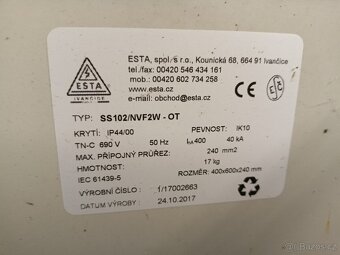 ESTA, spol. s r.o., Kounická 68, 664 91 Ivančice
tel./fax: 00420 546 434 161
mob.: 00420 602 734 258
www.esta.cz
e-mail: obchod@esta.cz
ESTA
IVANČICE
CE
TYP: SS102/NVF2W - OT
KRYTÍ: IP44/00 PEVNOST: IK10
TN-C 690 V 50 Hz 400 40 kA
MAX. PŘÍPOJNÝ PRŮŘEZ: 240 mm2
HMOTNOST: 17 kg
IEC 61439-5 ROZMĚR: 400x600x240 mm
VÝROBNÍ ČÍSLO: 1/17002663
DATUM VÝROBY: 24.10.2017